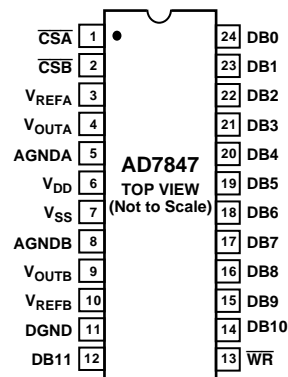 CSA 1 24 DB0
CSB 2 23 DB1
VREFA 3 22 DB2
VOUTA 4 21 DB3
AGNDA 5 20 DB4
AD7847
VDD 6 19 DB5
TOP VIEW
VSS 7 (Not to Scale) 18 DB6
AGNDB 8 17 DB7
VOUTB 9 16 DB8
VREFB 10 15 DB9
DGND 11 14 DB10
DB11 12 13 WR